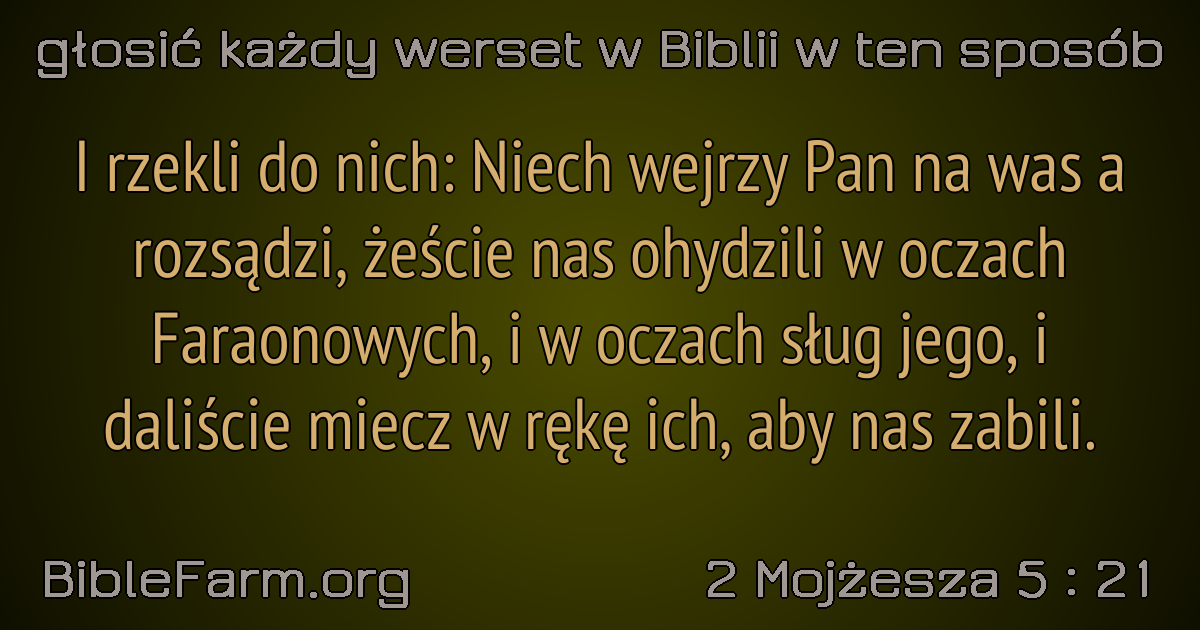 głosić każdy werset w Biblii w ten sposób
I rzekli do nich: Niech wejrzy Pan na was a
rozsądzi, żeście nas ohydzili w oczach
Faraonowych, i w oczach sług jego, i
daliście miecz w rękę ich, aby nas zabili.
BibleFarm.org
2 Mojżesza 5 : 21